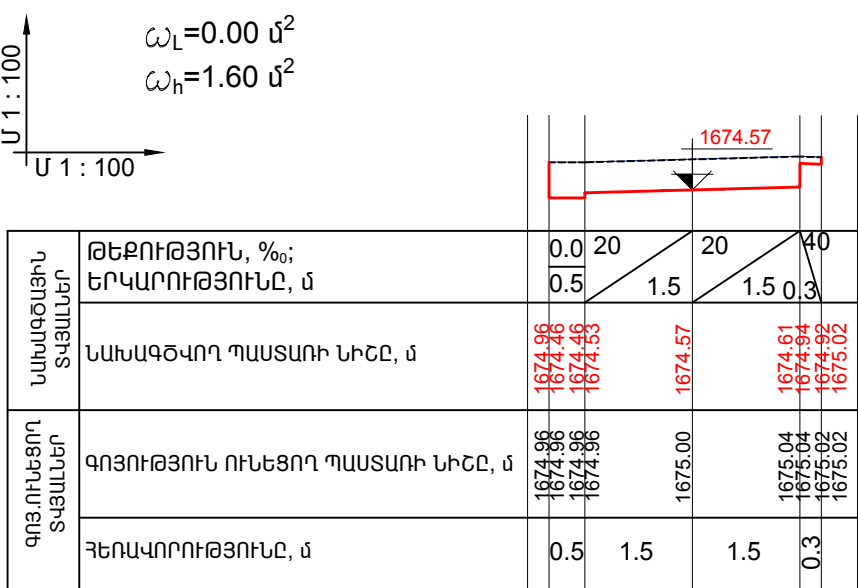 ω_L=0.00 մ²
ω_h=1.60 մ²
Մ 1 : 100
Մ 1 : 100
1674.57
ՆԱԽԱԳԾԱՅԻՆ
ՏՎՅԱԼՆԵՐ
ԹԵՔՈՒԹՅՈՒՆ, %₀;
ԵՐԿԱՐՈՒԹՅՈՒՆԸ, մ
0.0 20 20 40
0.5 1.5 1.5 0.3
ՆԱԽԱԳԾՎՈՂ ՊԱՍՏԱՌԻ ՆԻՇԸ, մ
1674.96 1674.46 1674.46 1674.53 1674.57 1674.61 1674.94 1674.92 1675.02
ԳՈՅ.ՈՒՆԵՑՈՂ
ՏՎՅԱԼՆԵՐ
ԳՈՅՈՒԹՅՈՒՆ ՈՒՆԵՑՈՂ ՊԱՍՏԱՌԻ ՆԻՇԸ, մ
1674.96 1674.96 1674.96 1674.96 1675.00 1675.04 1675.04 1675.02 1675.02
ՀԵՌԱՎՈՐՈՒԹՅՈՒՆԸ, մ
0.5 1.5 1.5 0.3